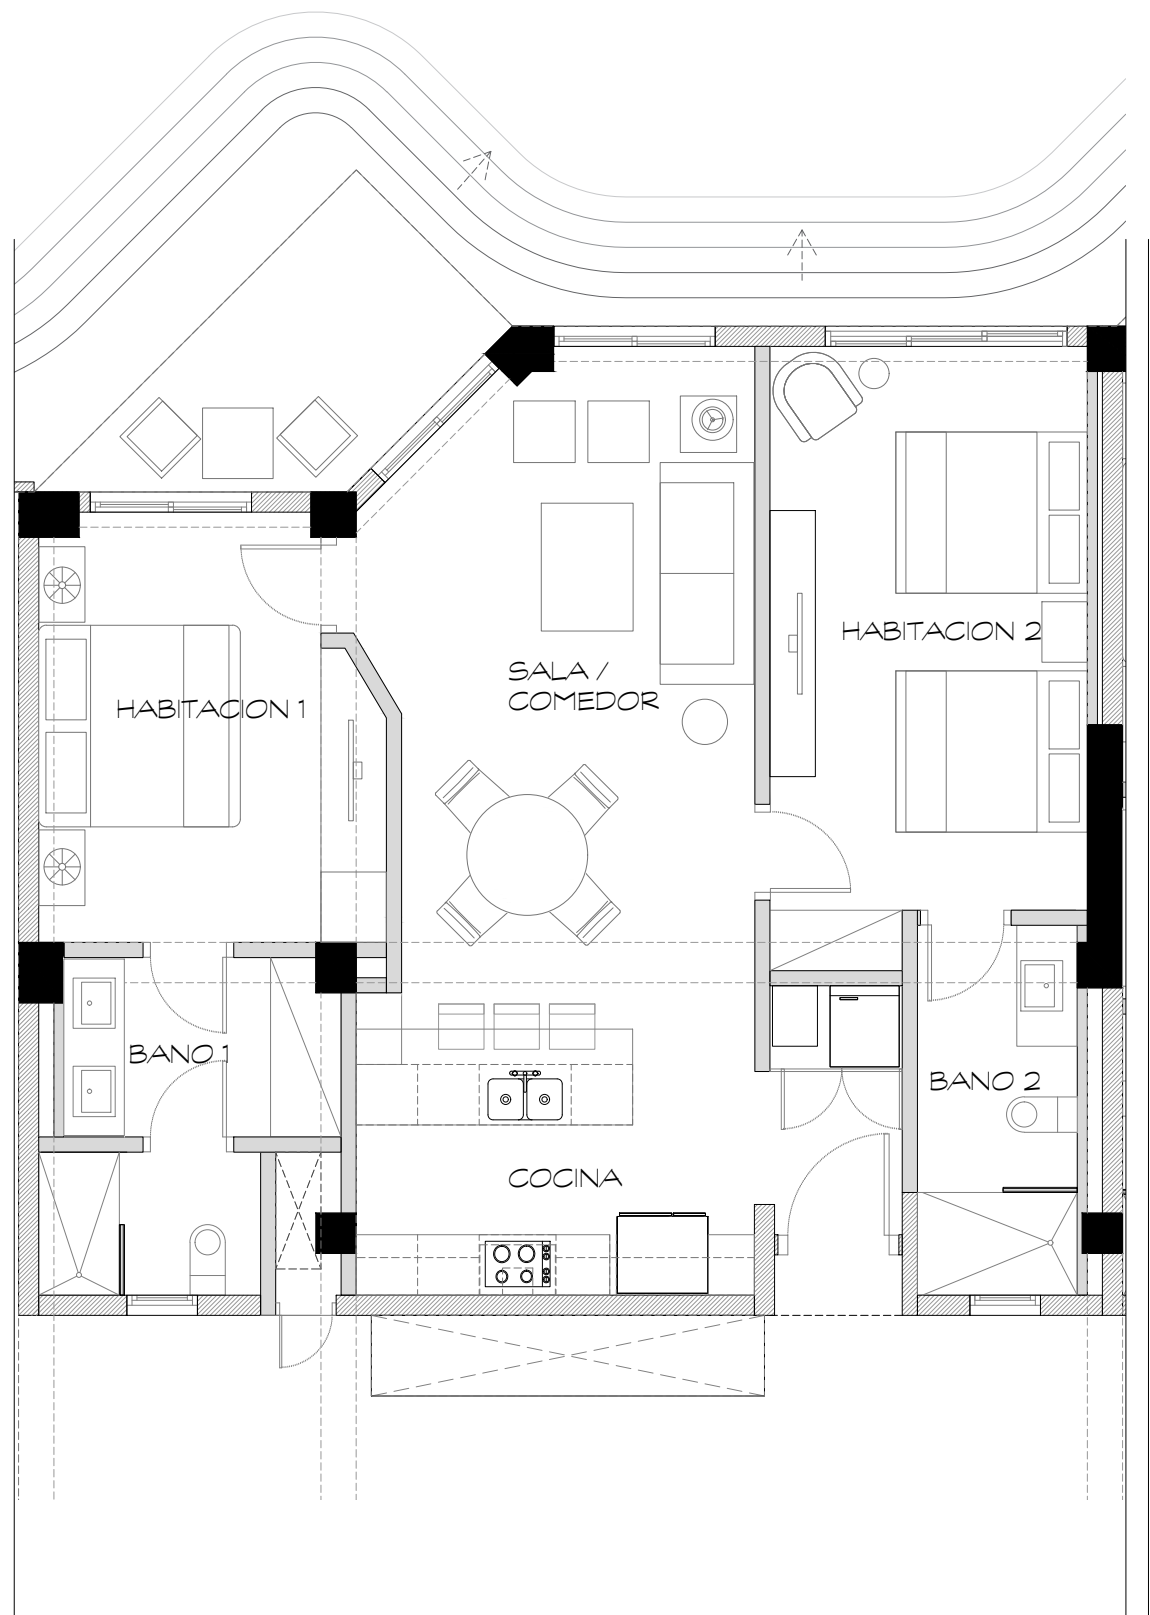 HABITACION 2
SALA /
COMEDOR
HABITACION 1
BANO 1
BANO 2
COCINA